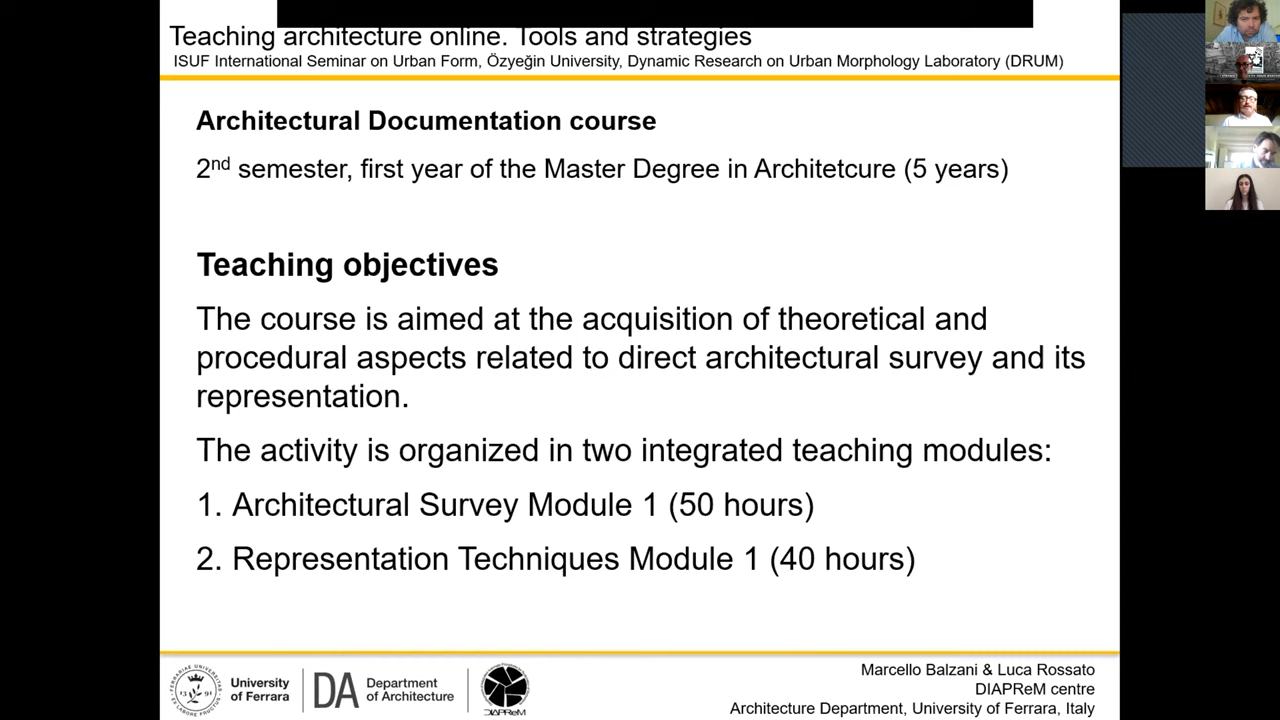 Teaching architecture online. Tools and strategies
ISUF International Seminar on Urban Form, Özyeğin University, Dynamic Research on Urban Morphology Laboratory (DRUM)
Architectural Documentation course
2nd semester, first year of the Master Degree in Architetcure (5 years)
Teaching objectives
The course is aimed at the acquisition of theoretical and
procedural aspects related to direct architectural survey and its
representation.
The activity is organized in two integrated teaching modules:
1. Architectural Survey Module 1 (50 hours)
2. Representation Techniques Module 1 (40 hours)
University
of Ferrara
DA
Department
of Architecture
DIAPReM
Marcello Balzani & Luca Rossato
DIAPReM centre
Architecture Department, University of Ferrara, Italy